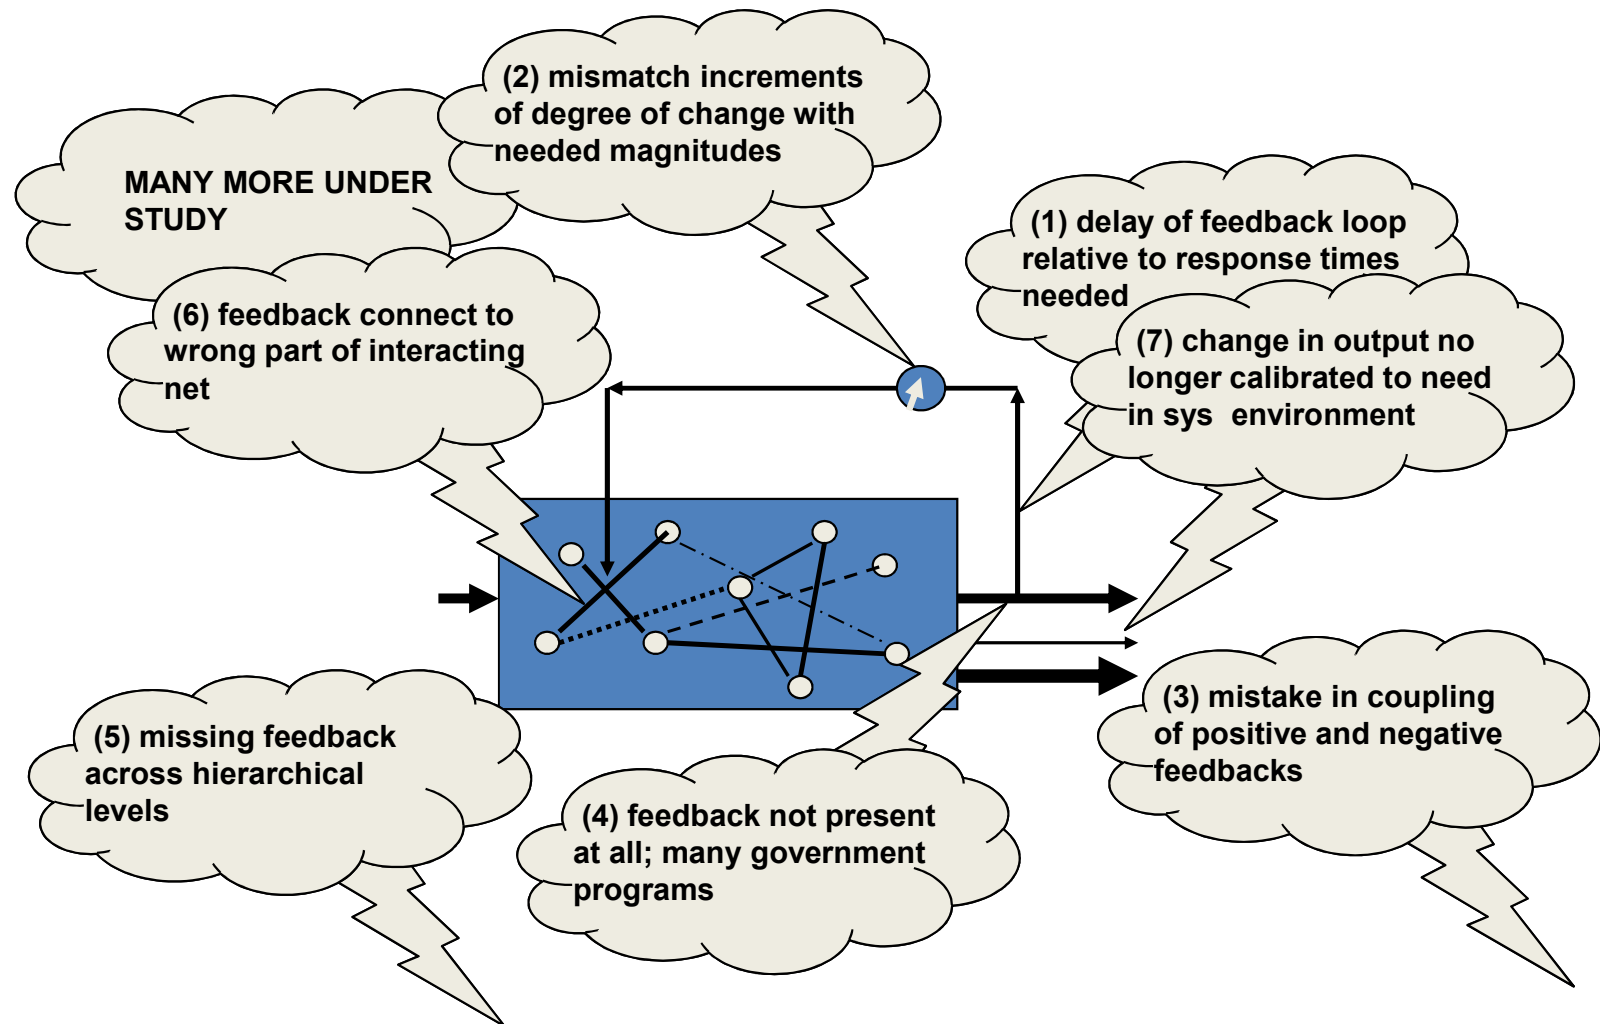 (2) mismatch increments
of degree of change with
needed magnitudes
MANY MORE UNDER
STUDY
(1) delay of feedback loop
relative to response times
needed
(6) feedback connect to
wrong part of interacting
net
(7) change in output no
longer calibrated to need
in sys environment
(3) mistake in coupling
of positive and negative
feedbacks
(5) missing feedback
across hierarchical
levels
(4) feedback not present
at all; many government
programs